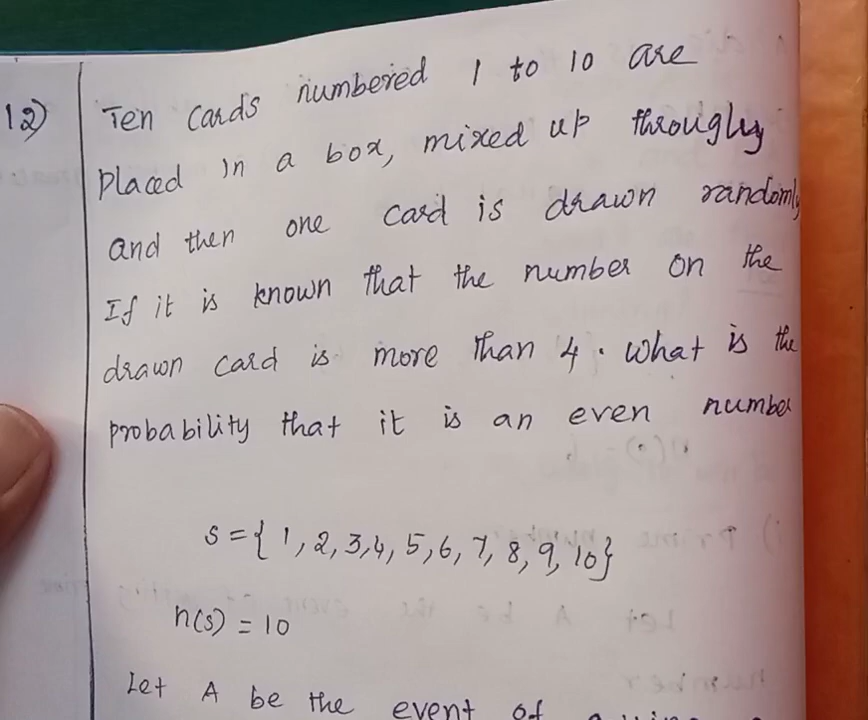 12) Ten cards numbered 1 to 10 are
placed in a box, mixed up througly
and then one card is drawn randomly
If it is known that the number on the
drawn card is more than 4. what is the
probability that it is an even number
S = { 1, 2, 3, 4, 5, 6, 7, 8, 9, 10}
n(s) = 10
Let A be the event of